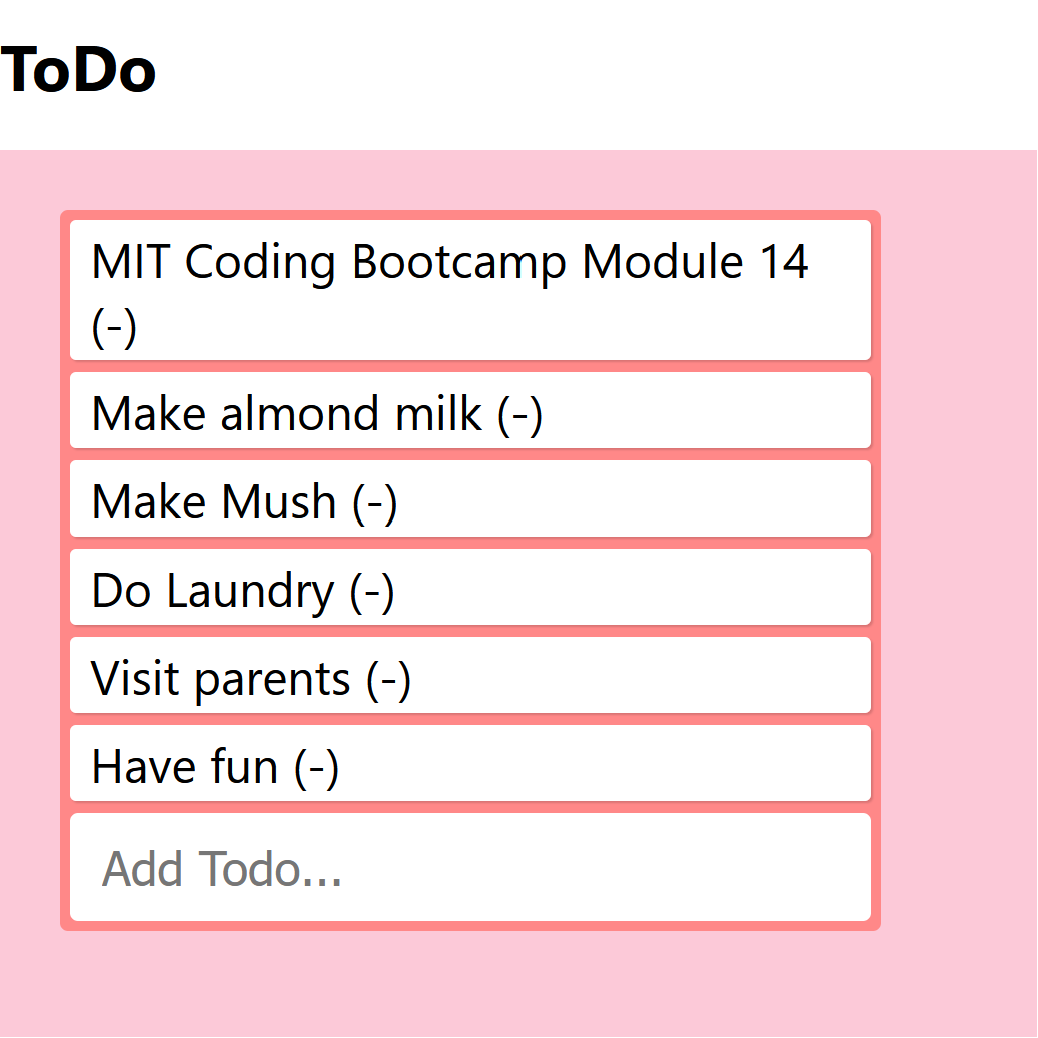 ToDo
MIT Coding Bootcamp Module 14
(-)
Make almond milk (-)
Make Mush (-)
Do Laundry (-)
Visit parents (-)
Have fun (-)
Add Todo...